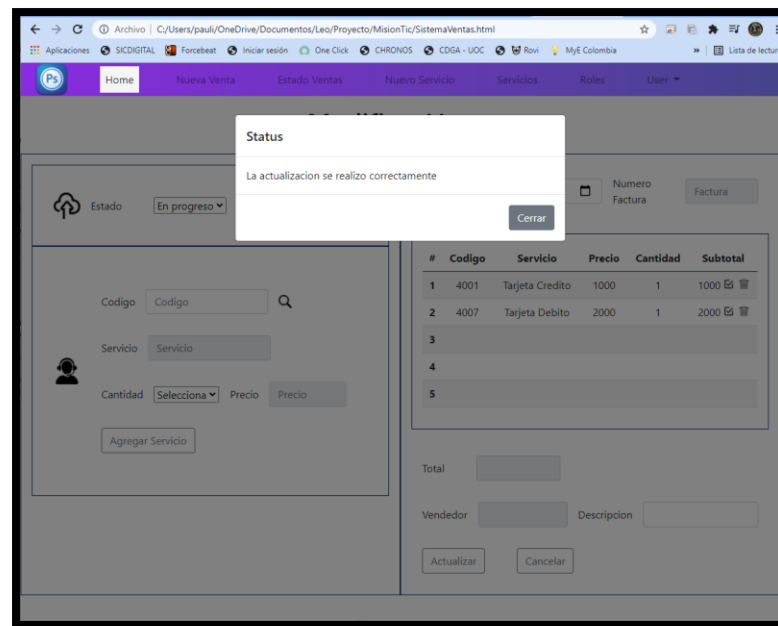 Archivo C:/Users/pauli/OneDrive/Documentos/Leo/Proyecto/MisionTic/SistemaVentas.html
Aplicaciones SICDIGITAL Forcebeat Iniciar sesión One Click CHRONOS CDGA - UOC Rovi MyE Colombia » Lista de lectur
Ps Home Nueva Venta Estado Ventas Nuevo Servicio Servicios Roles User
Status
La actualizacion se realizo correctamente
Cerrar
Estado En progreso
Numero
Factura
Factura
Codigo Codigo
Servicio Servicio
Cantidad Selecciona Precio Precio
Agregar Servicio
# Codigo Servicio Precio Cantidad Subtotal
1 4001 Tarjeta Credito 1000 1 1000
2 4007 Tarjeta Debito 2000 1 2000
3
4
5
Total
Vendedor Descripcion
Actualizar Cancelar